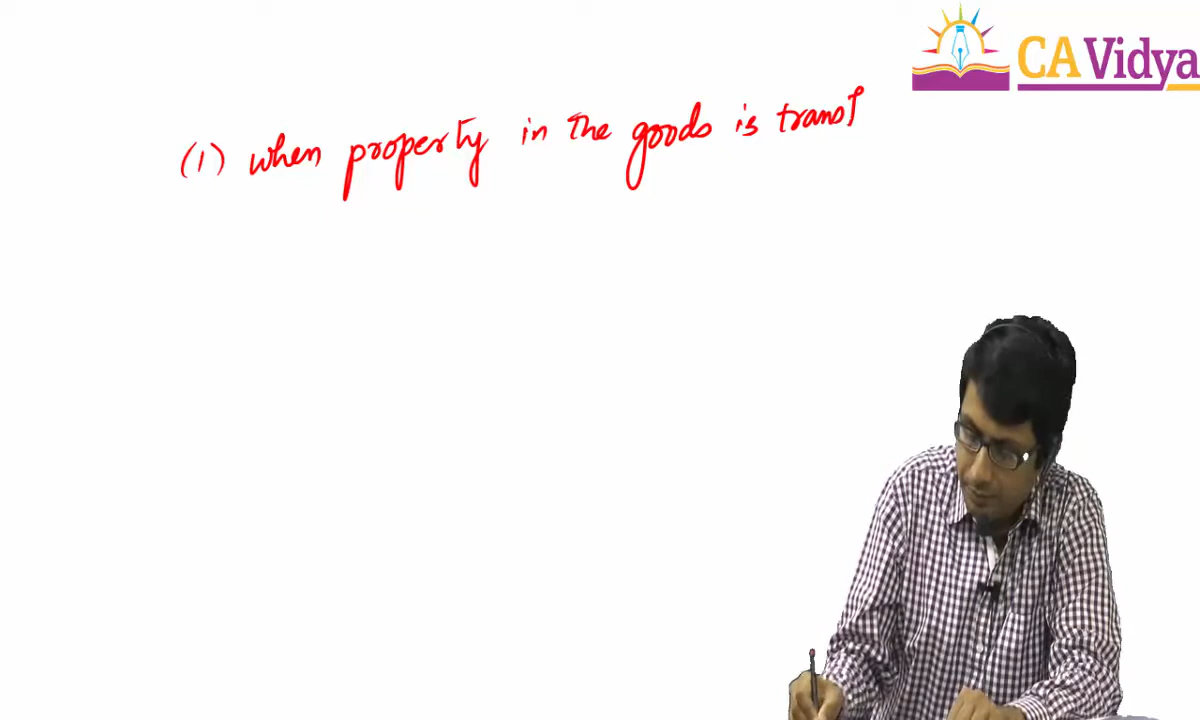 CA Vidya
(1) when property in the goods is transf